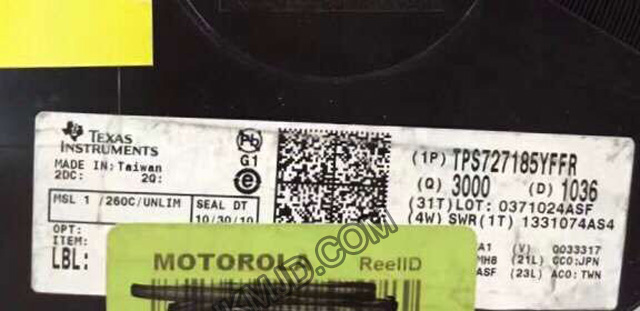 TEXAS
INSTRUMENTS
MADE IN: Taiwan
2DC: 2Q:
MSL 1 /260C/UNLIM
SEAL DT
10/30/10
OPT:
ITEM:
LBL:
Pb
G1
e
(1P) TPS727185YFFR
(Q) 3000 (D) 1036
(31T)LOT: 0371024ASF
(4W) SWR(1T) 1331074AS4
A1 (V) 0033317
MH8 (21L) CCO:JPN
ASF (23L) ACO:TWN
MOTOROLA ReelID